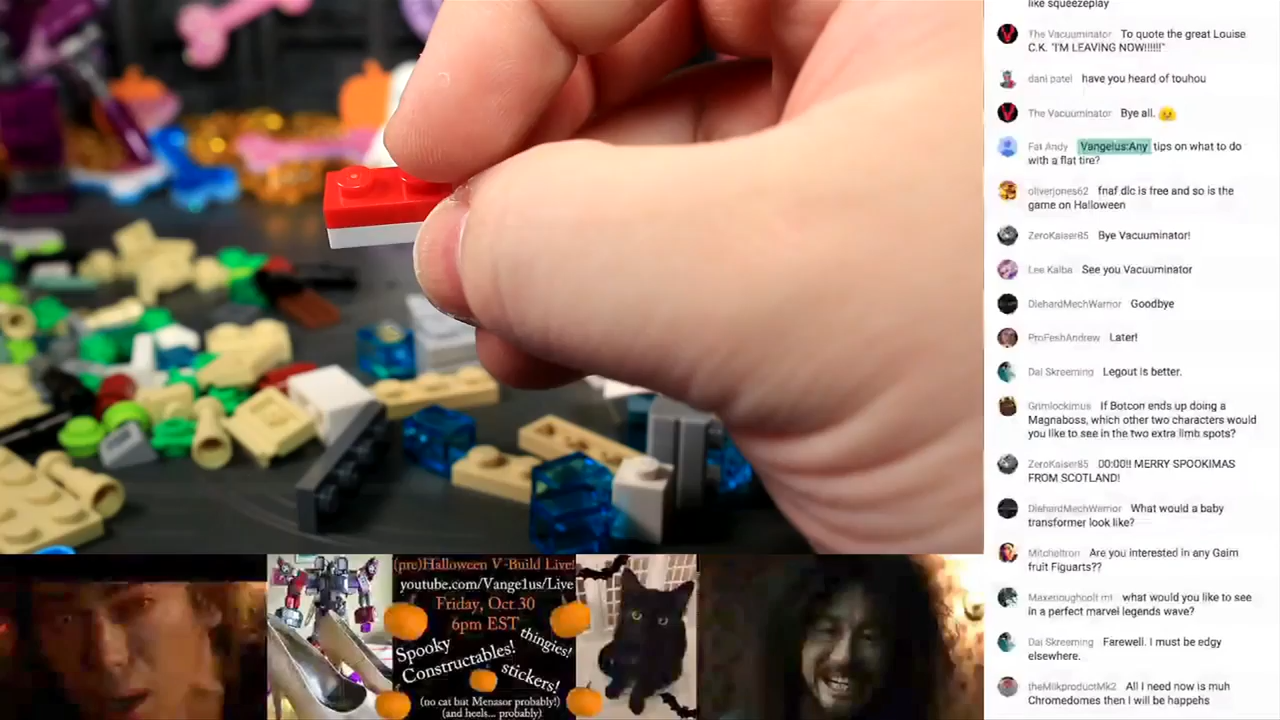 like squeezeplay
The Vacuuminator To quote the great Louise
C.K. "I'M LEAVING NOW!!!!!!"
dani patel have you heard of touhou
The Vacuuminator Bye all.
Fat Andy Vangelus:Any tips on what to do
with a flat tire?
oliverjones62 fnaf dlc is free and so is the
game on Halloween
ZeroKaiser85 Bye Vacuuminator!
Lee Kalba See you Vacuuminator
DiehardMechWarrior Goodbye
ProFeshAndrew Later!
Dai Skreeming Legout is better.
Grimlockimus If Botcon ends up doing a
Magnaboss, which other two characters would
you like to see in the two extra limb spots?
ZeroKaiser85 00:00!! MERRY SPOOKIMAS
FROM SCOTLAND!
DiehardMechWarrior What would a baby
transformer look like?
Mitcheltron Are you interested in any Gaim
fruit Figuarts??
Maxenoughnolt mt what would you like to see
in a perfect marvel legends wave?
Dai Skreeming Farewell. I must be edgy
elsewhere.
theMilkproductMk2 All I need now is muh
Chromedomes then I will be happehs
(pre)Halloween V-Build Live!
youtube.com/Vange1us/Live
Friday, Oct 30
6pm EST
Spooky
Constructables!
thingies!
stickers!
(no cat but Menasor probably!)
(and heels... probably)